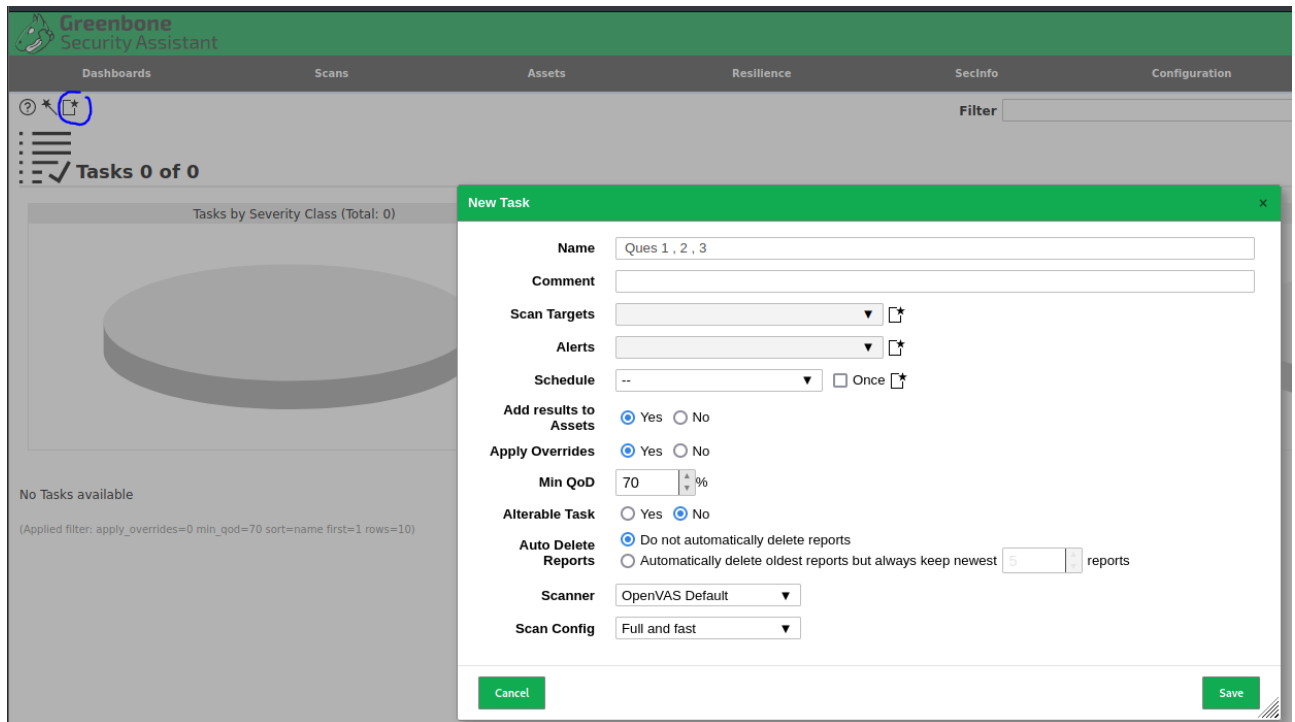 Greenbone
Security Assistant
Dashboards Scans Assets Resilience SecInfo Configuration
? Filter
Tasks 0 of 0
Tasks by Severity Class (Total: 0)
New Task ×
Name Ques 1 , 2 , 3
Comment
Scan Targets ▼
Alerts ▼
Schedule -- ▼ Once
Add results to
Assets Yes No
Apply Overrides Yes No
Min QoD 70 %
Alterable Task Yes No
Auto Delete
Reports Do not automatically delete reports
Automatically delete oldest reports but always keep newest 5 reports
Scanner OpenVAS Default ▼
Scan Config Full and fast ▼
Cancel Save
No Tasks available
(Applied filter: apply_overrides=0 min_qod=70 sort=name first=1 rows=10)